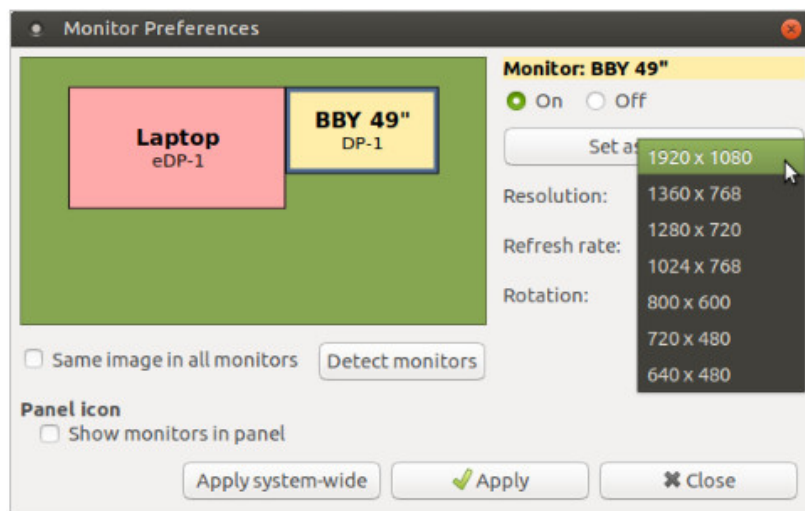 Monitor Preferences
Laptop
eDP-1
BBY 49"
DP-1
Monitor: BBY 49"
On Off
Set as
1920 x 1080
Resolution:
1360 x 768
1280 x 720
Refresh rate:
1024 x 768
Rotation:
800 x 600
720 x 480
640 x 480
Same image in all monitors
Detect monitors
Panel icon
Show monitors in panel
Apply system-wide Apply Close